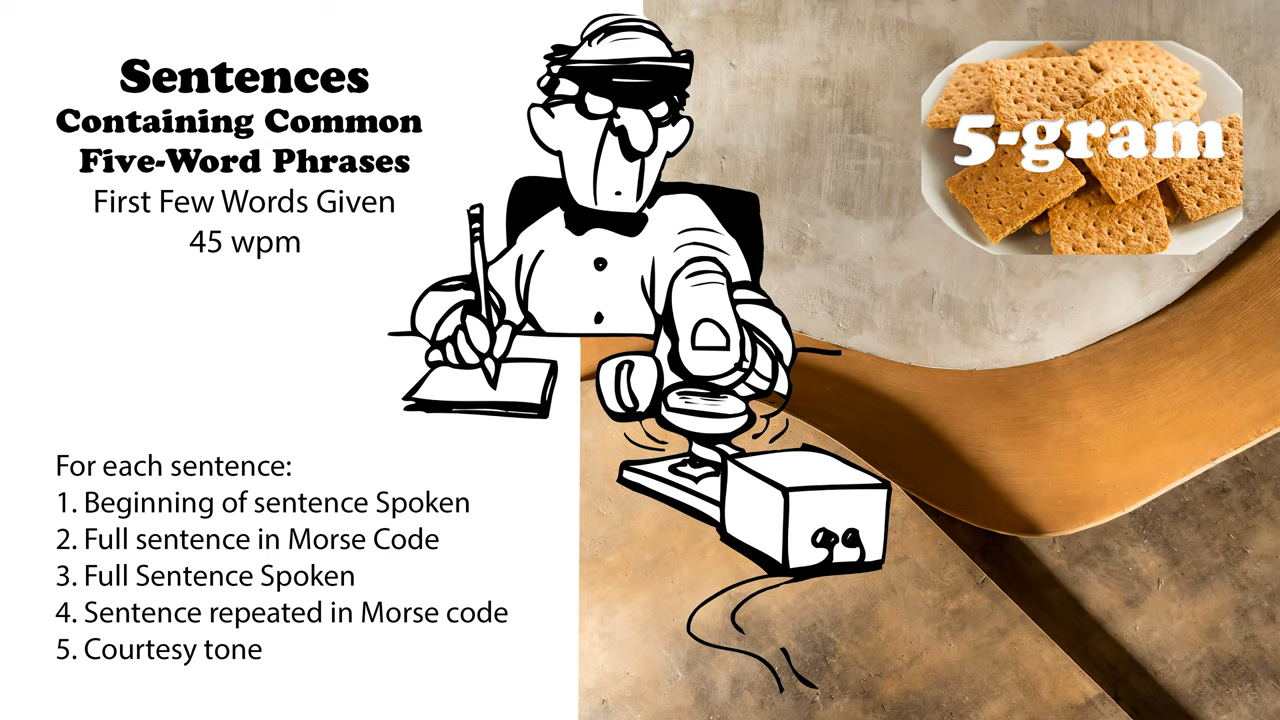 Sentences
Containing Common
Five-Word Phrases
First Few Words Given
45 wpm
5-gram
For each sentence:
1. Beginning of sentence Spoken
2. Full sentence in Morse Code
3. Full Sentence Spoken
4. Sentence repeated in Morse code
5. Courtesy tone